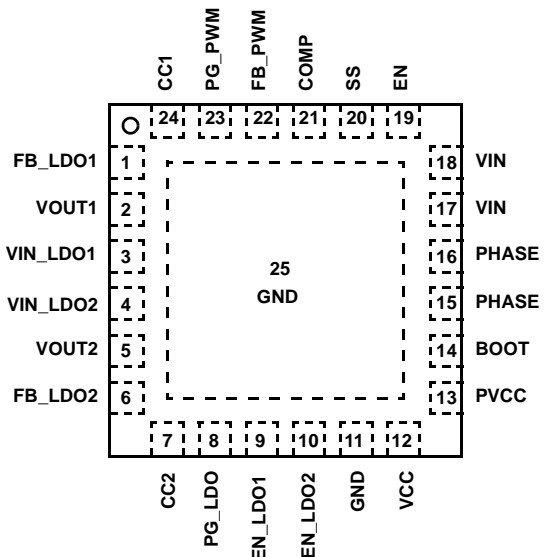 CC1
PG_PWM
FB_PWM
COMP
SS
EN
24
23
22
21
20
19
FB_LDO1
1
18
VIN
VOUT1
2
17
VIN
VIN_LDO1
3
16
PHASE
25
GND
VIN_LDO2
4
15
PHASE
VOUT2
5
14
BOOT
FB_LDO2
6
13
PVCC
7
8
9
10
11
12
CC2
PG_LDO
EN_LDO1
EN_LDO2
GND
VCC